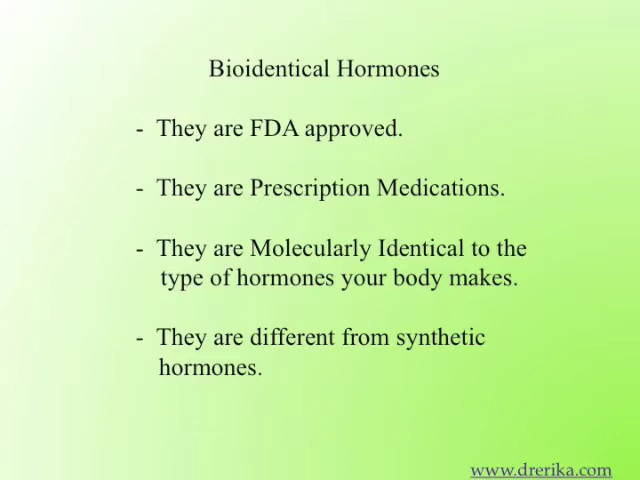 Bioidentical Hormones
- They are FDA approved.
- They are Prescription Medications.
- They are Molecularly Identical to the
type of hormones your body makes.
- They are different from synthetic
hormones.
www.drerika.com